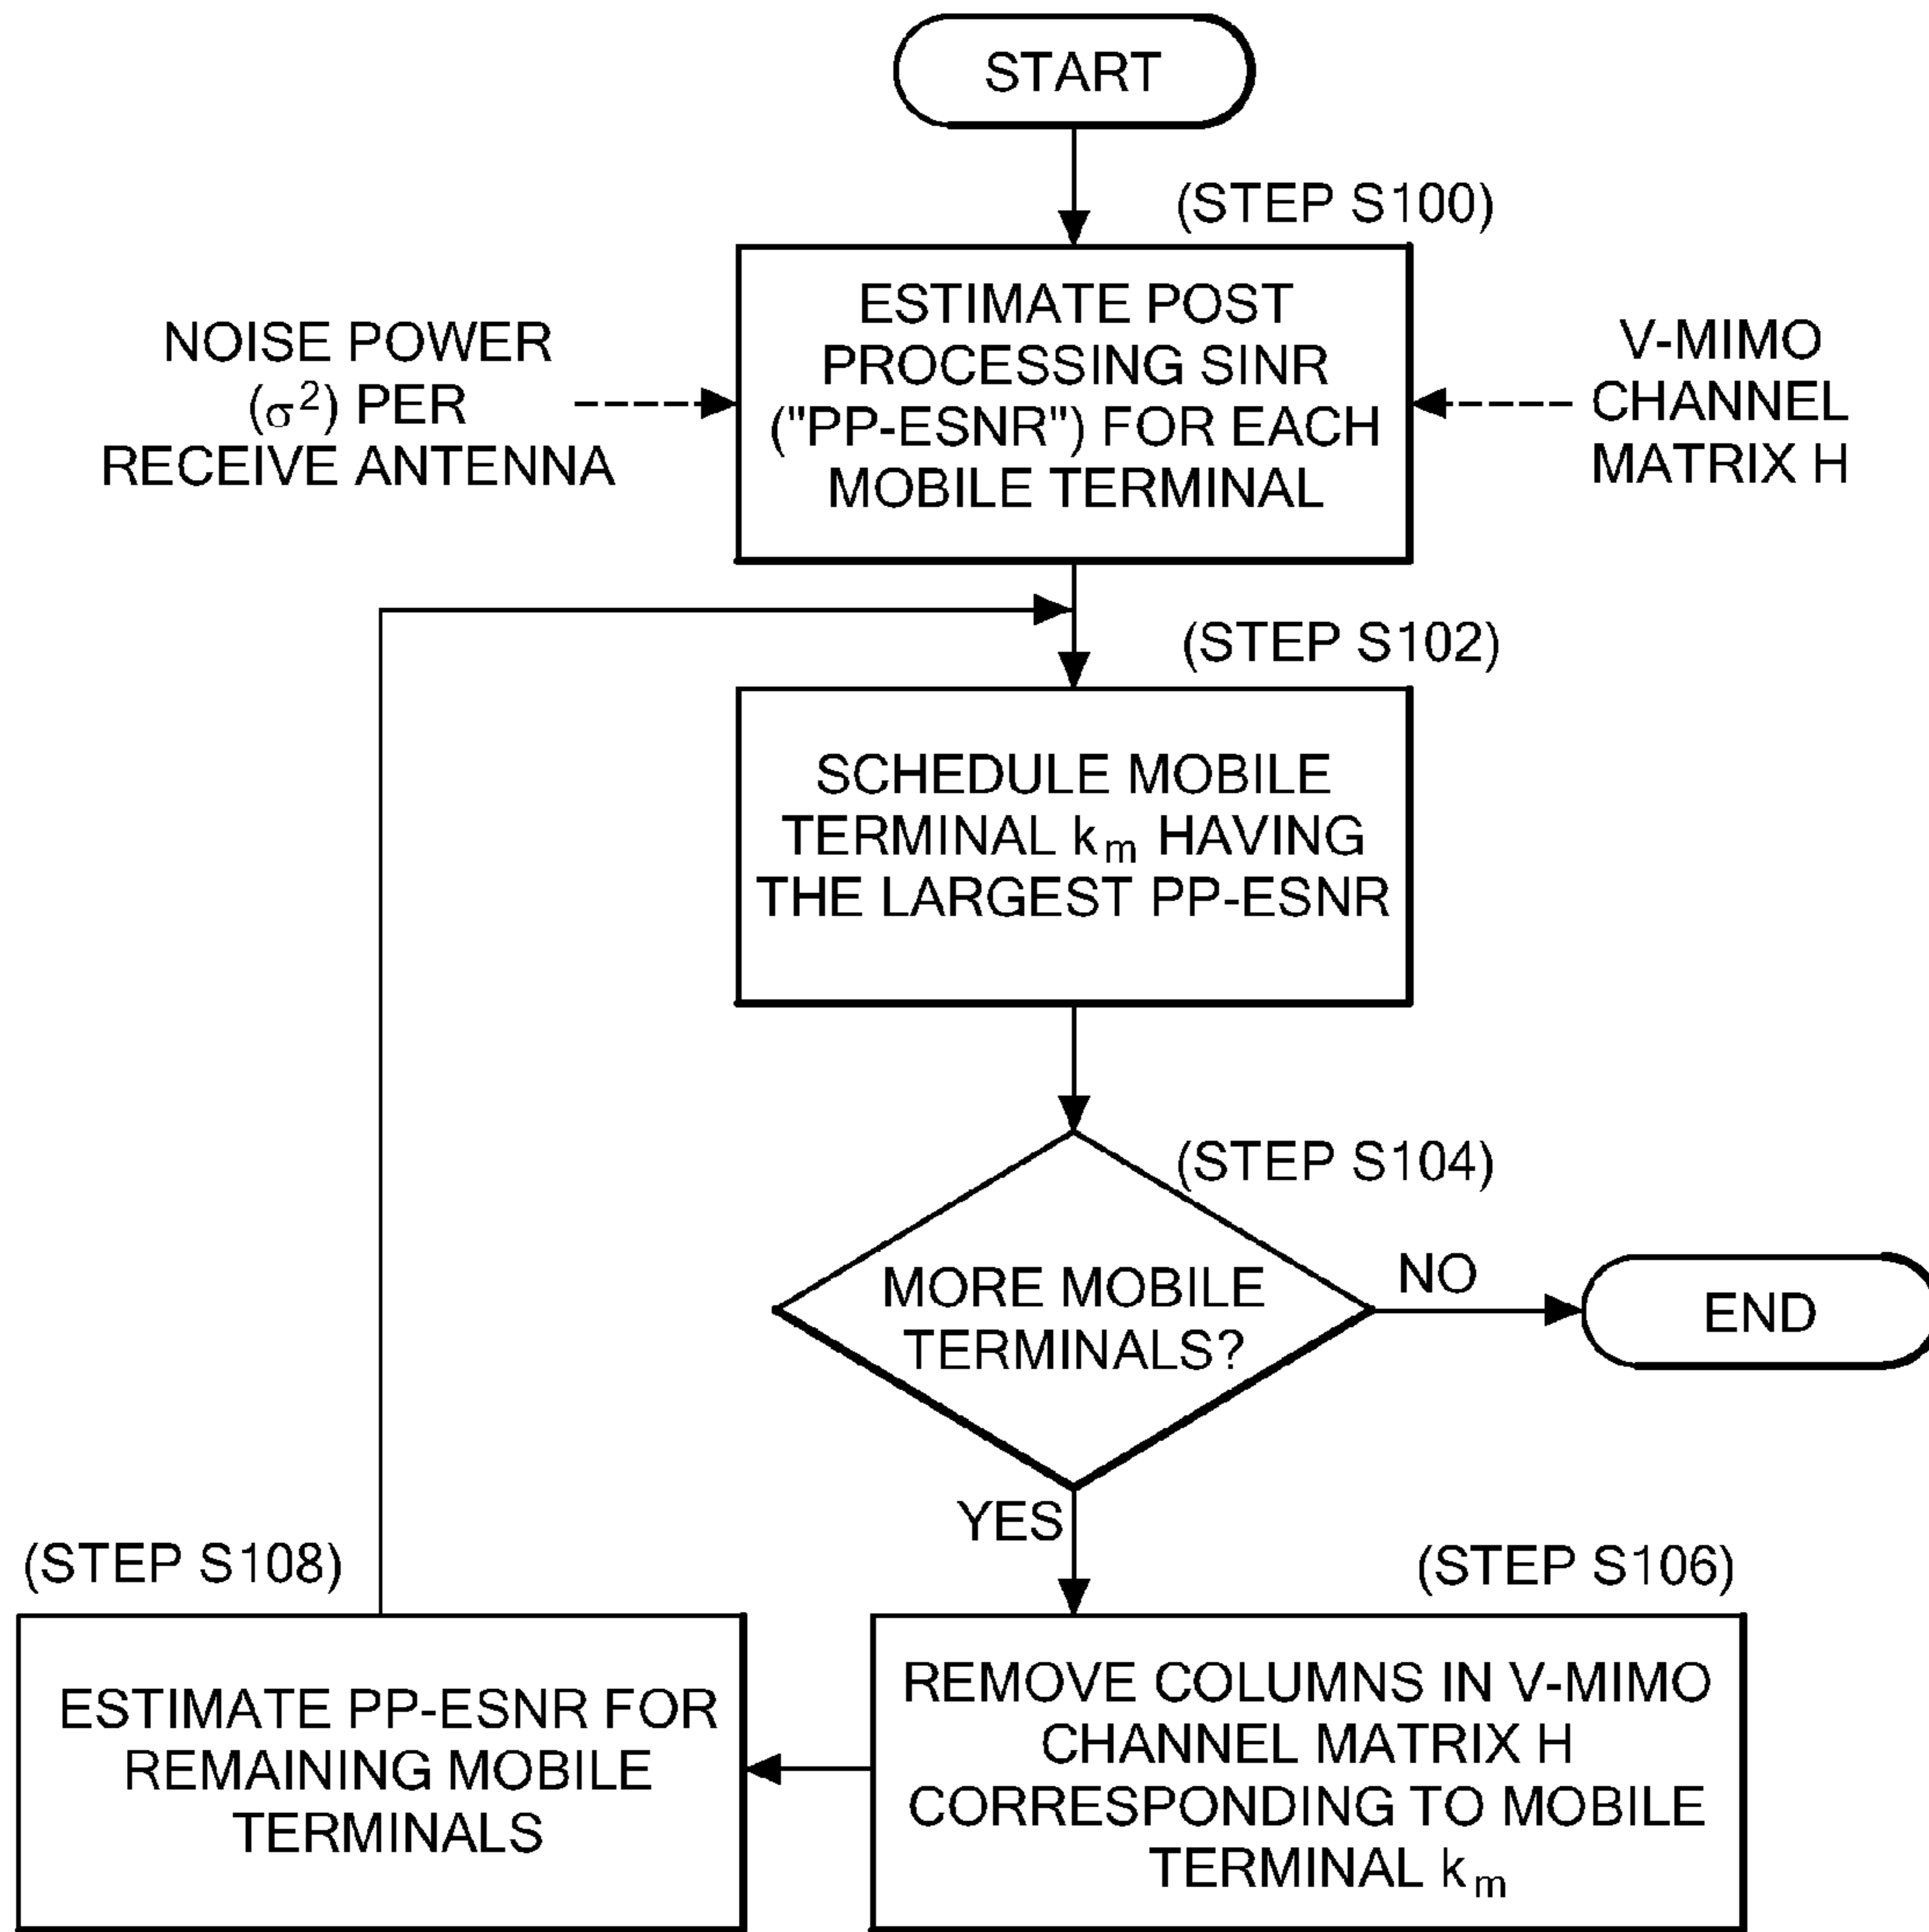 START
(STEP S100)
ESTIMATE POST
PROCESSING SINR
("PP-ESNR") FOR EACH
MOBILE TERMINAL
NOISE POWER
(σ²) PER
RECEIVE ANTENNA
V-MIMO
CHANNEL
MATRIX H
(STEP S102)
SCHEDULE MOBILE
TERMINAL kₘ HAVING
THE LARGEST PP-ESNR
(STEP S104)
MORE MOBILE
TERMINALS?
NO
END
YES
(STEP S106)
REMOVE COLUMNS IN V-MIMO
CHANNEL MATRIX H
CORRESPONDING TO MOBILE
TERMINAL kₘ
(STEP S108)
ESTIMATE PP-ESNR FOR
REMAINING MOBILE
TERMINALS